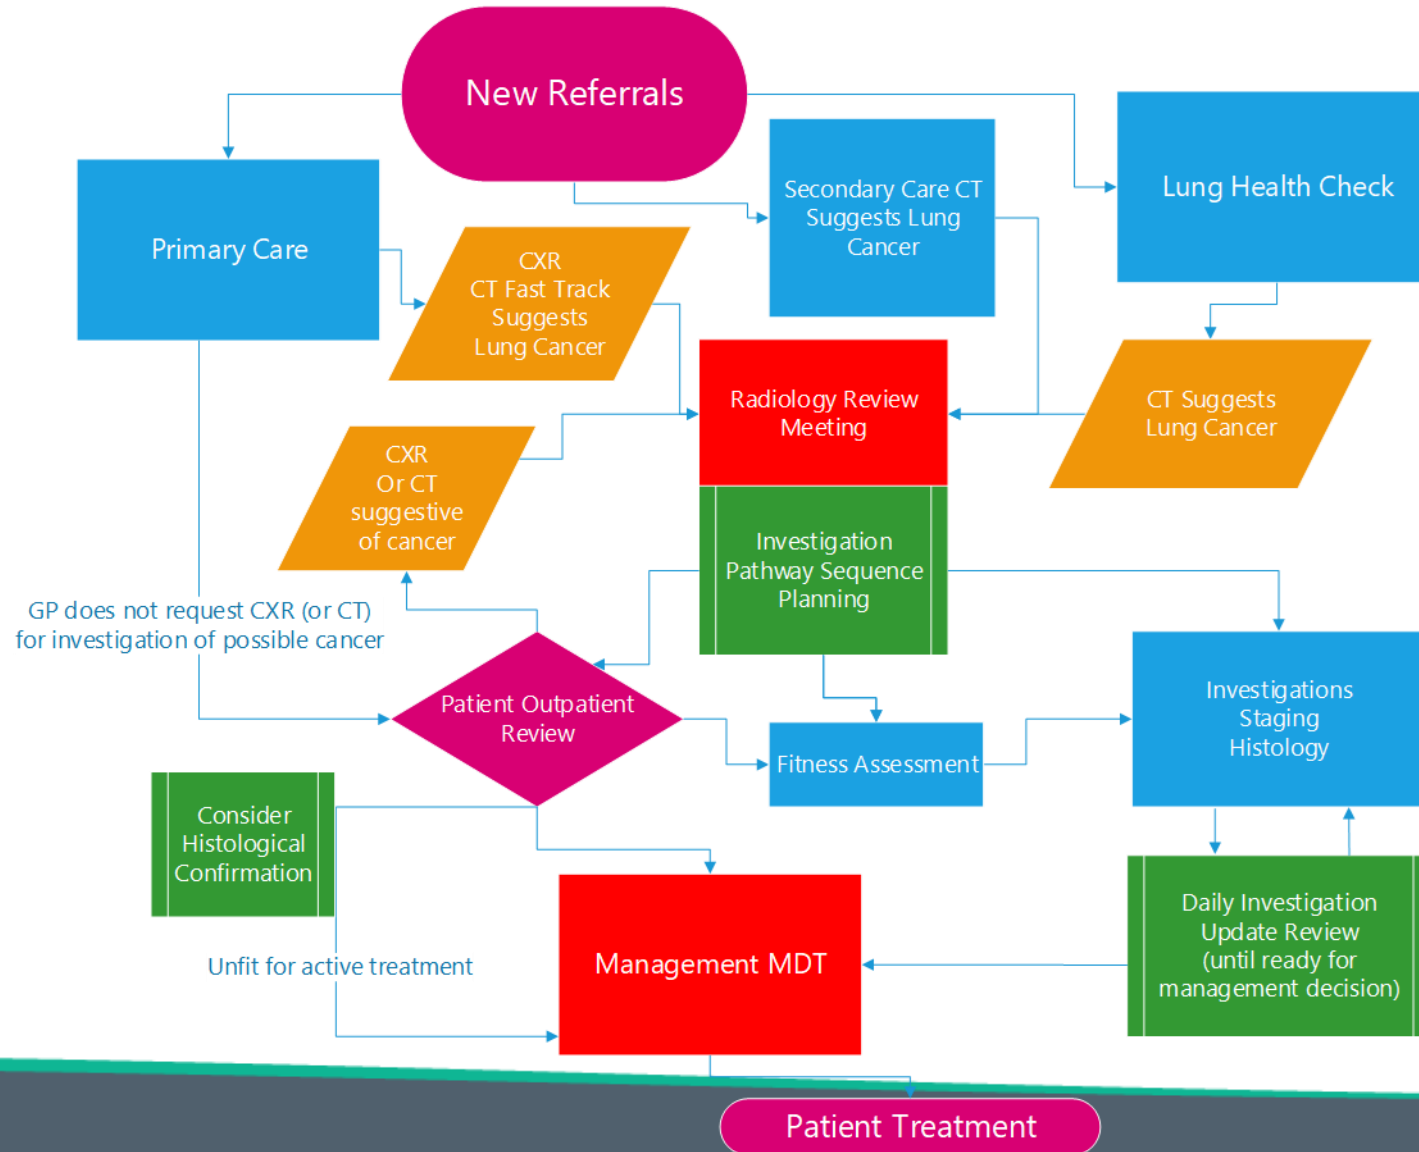 New Referrals
Primary Care
Secondary Care CT
Suggests Lung
Cancer
Lung Health Check
CXR
CT Fast Track
Suggests
Lung Cancer
Radiology Review
Meeting
CT Suggests
Lung Cancer
CXR
Or CT
suggestive
of cancer
Investigation
Pathway Sequence
Planning
GP does not request CXR (or CT)
for investigation of possible cancer
Patient Outpatient
Review
Fitness Assessment
Investigations
Staging
Histology
Consider
Histological
Confirmation
Unfit for active treatment
Management MDT
Daily Investigation
Update Review
(until ready for
management decision)
Patient Treatment